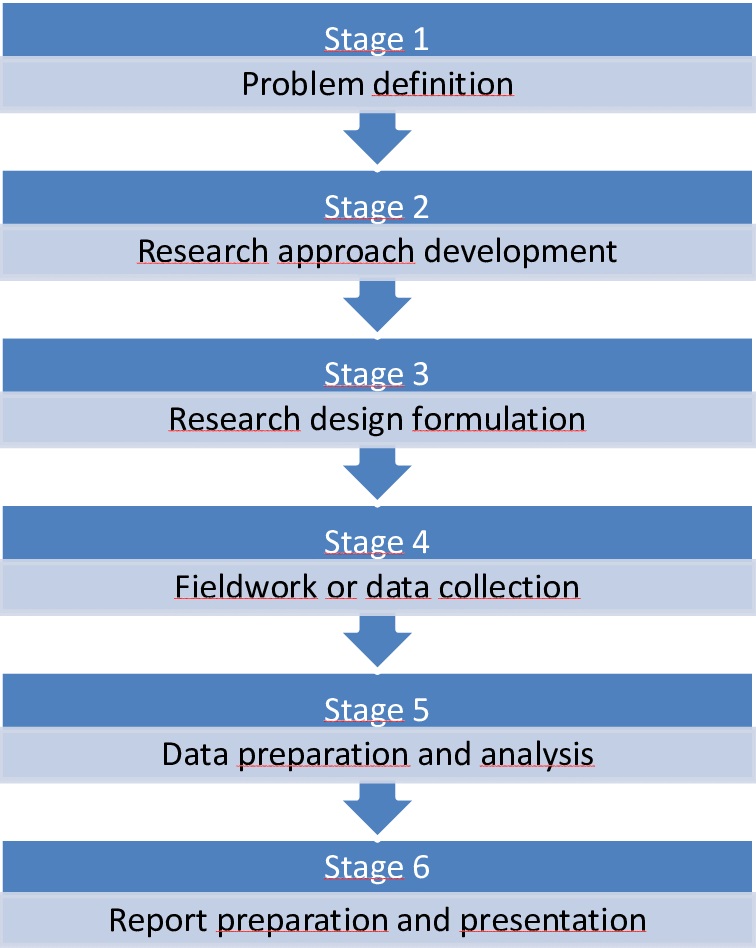 Stage 1
Problem definition
Stage 2
Research approach development
Stage 3
Research design formulation
Stage 4
Fieldwork or data collection
Stage 5
Data preparation and analysis
Stage 6
Report preparation and presentation